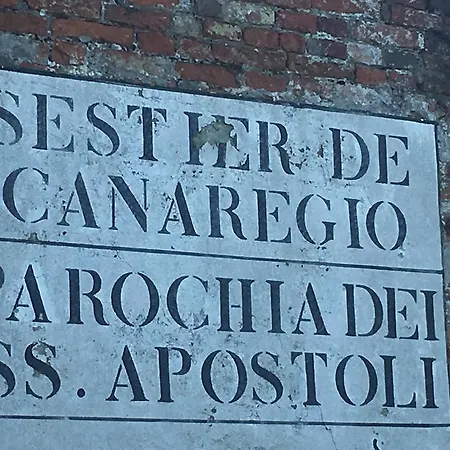 SESTIER DE
CANAREGIO
PAROCHIA DEI
SS. APOSTOLI